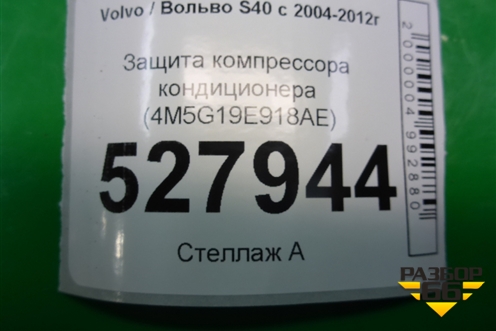 Volvo / Вольво S40 с 2004-2012г
Защита компрессора
кондиционера
(4M5G19E918AE)
527944
Стеллаж А
2000004992880
РАЗБОР
66